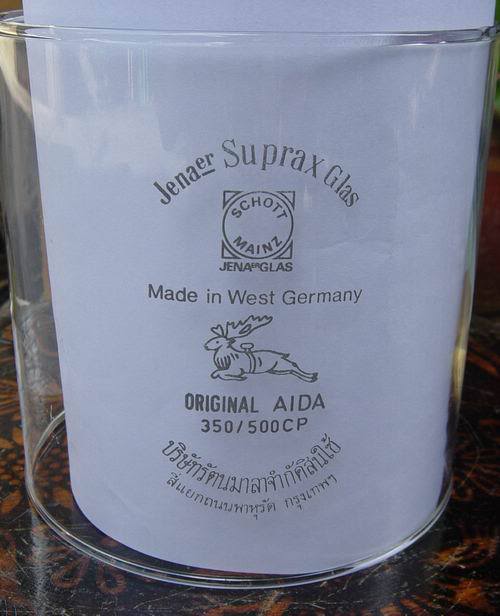 Jenaer Suprax Glas
SCHOTT
MAINZ
JENAERGLAS
Made in West Germany
ORIGINAL AIDA
350/500CP
บริษัทรัตนมาลาจำกัดสินใช้
สี่แยกถนนพาหุรัด กรุงเทพฯ